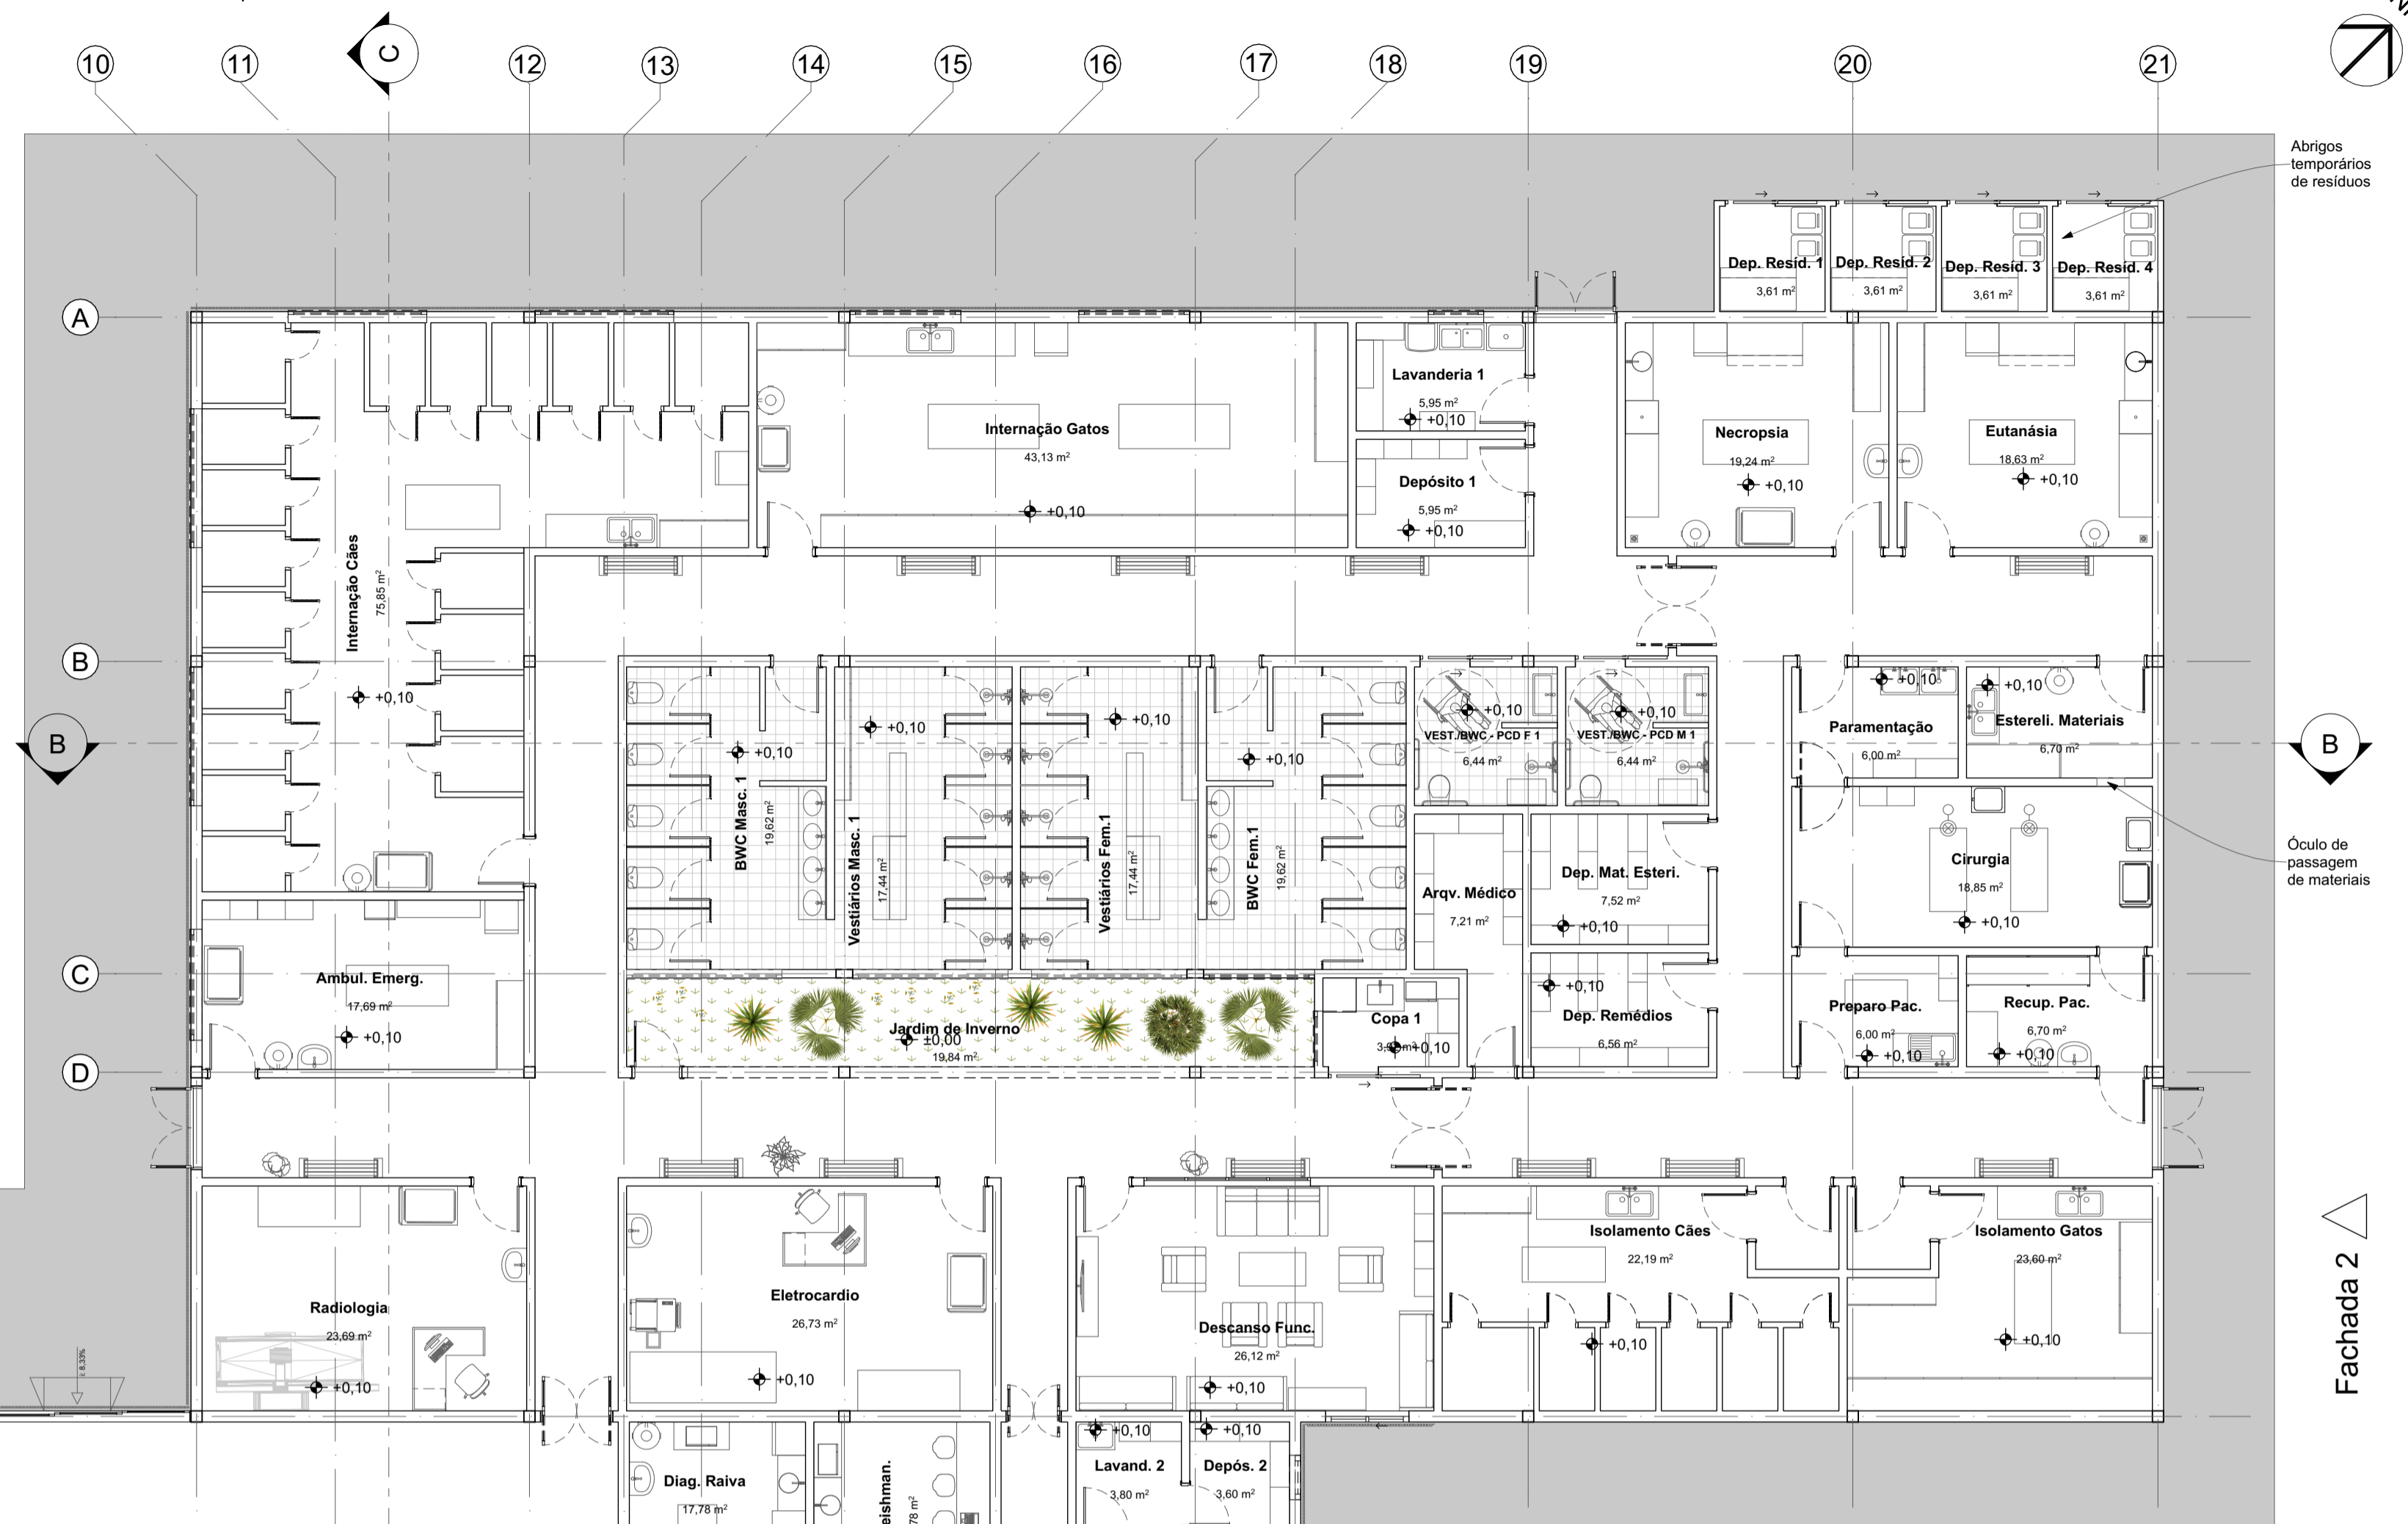 10
11
C
12
13
14
15
16
17
18
19
20
21
Abrigos
temporários
de resíduos
Dep. Resíd. 1
3,61 m²
Dep. Resíd. 2
3,61 m²
Dep. Resíd. 3
3,61 m²
Dep. Resíd. 4
3,61 m²
A
Lavanderia 1
5,95 m²
+0,10
Internação Gatos
43,13 m²
+0,10
Necropsia
19,24 m²
+0,10
Eutanásia
18,63 m²
+0,10
Depósito 1
5,95 m²
+0,10
Internação Cães
75,85 m²
+0,10
B
B
B
BWC Masc. 1
19,62 m²
+0,10
Vestiários Masc. 1
17,44 m²
+0,10
Vestiários Fem.1
17,44 m²
+0,10
BWC Fem.1
19,62 m²
+0,10
+0,10
VEST./BWC - PCD F 1
6,44 m²
+0,10
VEST./BWC - PCD M 1
6,44 m²
+0,10
Paramentação
6,00 m²
+0,10
Estereli. Materiais
6,70 m²
Óculo de
passagem
de materiais
Cirurgia
18,85 m²
+0,10
Arqv. Médico
7,21 m²
Dep. Mat. Esteri.
7,52 m²
+0,10
C
Ambul. Emerg.
17,69 m²
+0,10
Jardim de Inverno
±0,00
19,84 m²
Copa 1
+0,10
+0,10
Dep. Remédios
6,56 m²
Preparo Pac.
6,00 m²
+0,10
Recup. Pac.
6,70 m²
+0,10
D
Radiologia
23,69 m²
+0,10
Eletrocardio
26,73 m²
+0,10
Descanso Func.
26,12 m²
+0,10
Isolamento Cães
22,19 m²
+0,10
Isolamento Gatos
23,60 m²
+0,10
Fachada 2
i: 8,33%
Diag. Raiva
17,78 m²
eishman.
78 m²
+0,10
Lavand. 2
3,80 m²
+0,10
Depós. 2
3,60 m²